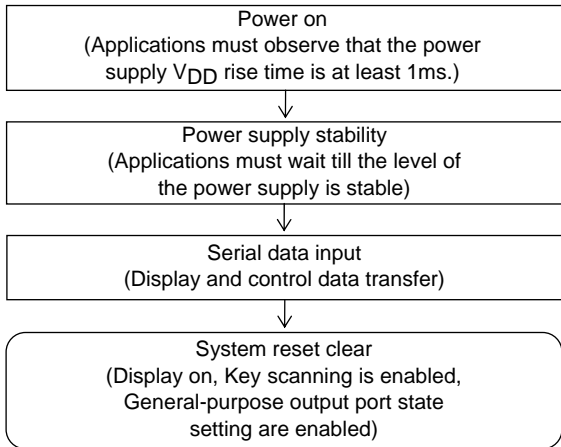 Power on
(Applications must observe that the power
supply VDD rise time is at least 1ms.)
Power supply stability
(Applications must wait till the level of
the power supply is stable)
Serial data input
(Display and control data transfer)
System reset clear
(Display on, Key scanning is enabled,
General-purpose output port state
setting are enabled)